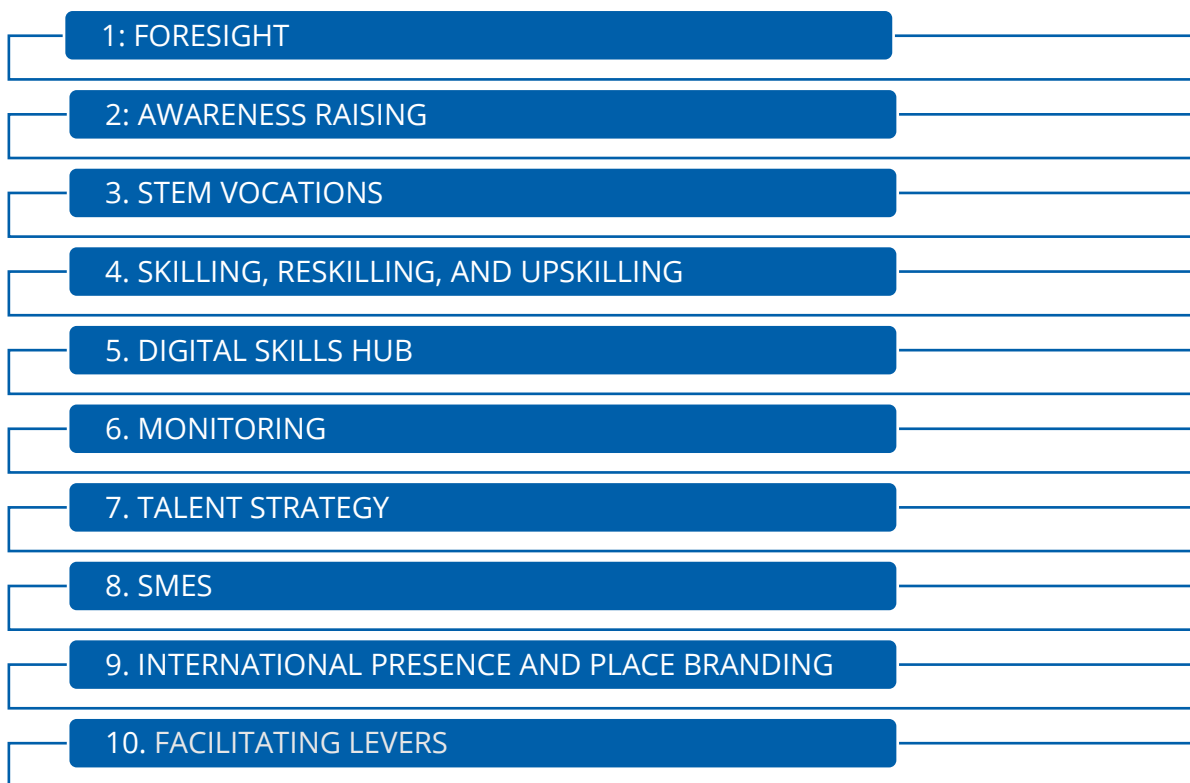 1: FORESIGHT
2: AWARENESS RAISING
3. STEM VOCATIONS
4. SKILLING, RESKILLING, AND UPSKILLING
5. DIGITAL SKILLS HUB
6. MONITORING
7. TALENT STRATEGY
8. SMES
9. INTERNATIONAL PRESENCE AND PLACE BRANDING
10. FACILITATING LEVERS